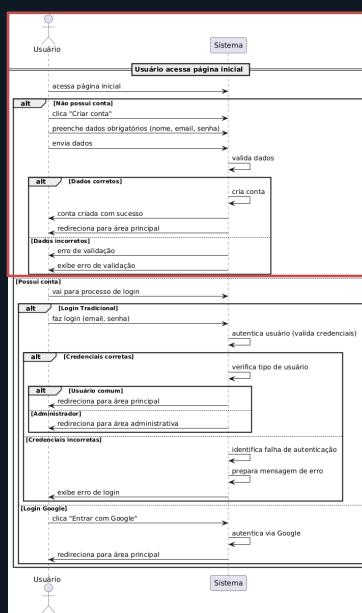 Usuário
Sistema
Usuário acessa página inicial
acessa página inicial
alt [Não possui conta]
clica "Criar conta"
preenche dados obrigatórios (nome, email, senha)
envia dados
valida dados
alt [Dados corretos]
cria conta
conta criada com sucesso
redireciona para área principal
[Dados incorretos]
erro de validação
exibe erro de validação
[Possui conta]
vai para processo de login
alt [Login Tradicional]
faz login (email, senha)
autentica usuário (valida credenciais)
alt [Credenciais corretas]
verifica tipo de usuário
alt [Usuário comum]
redireciona para área principal
[Administrador]
redireciona para área administrativa
[Credenciais incorretas]
identifica falha de autenticação
prepara mensagem de erro
exibe erro de login
[Login Google]
clica "Entrar com Google"
autentica via Google
redireciona para área principal
Usuário
Sistema